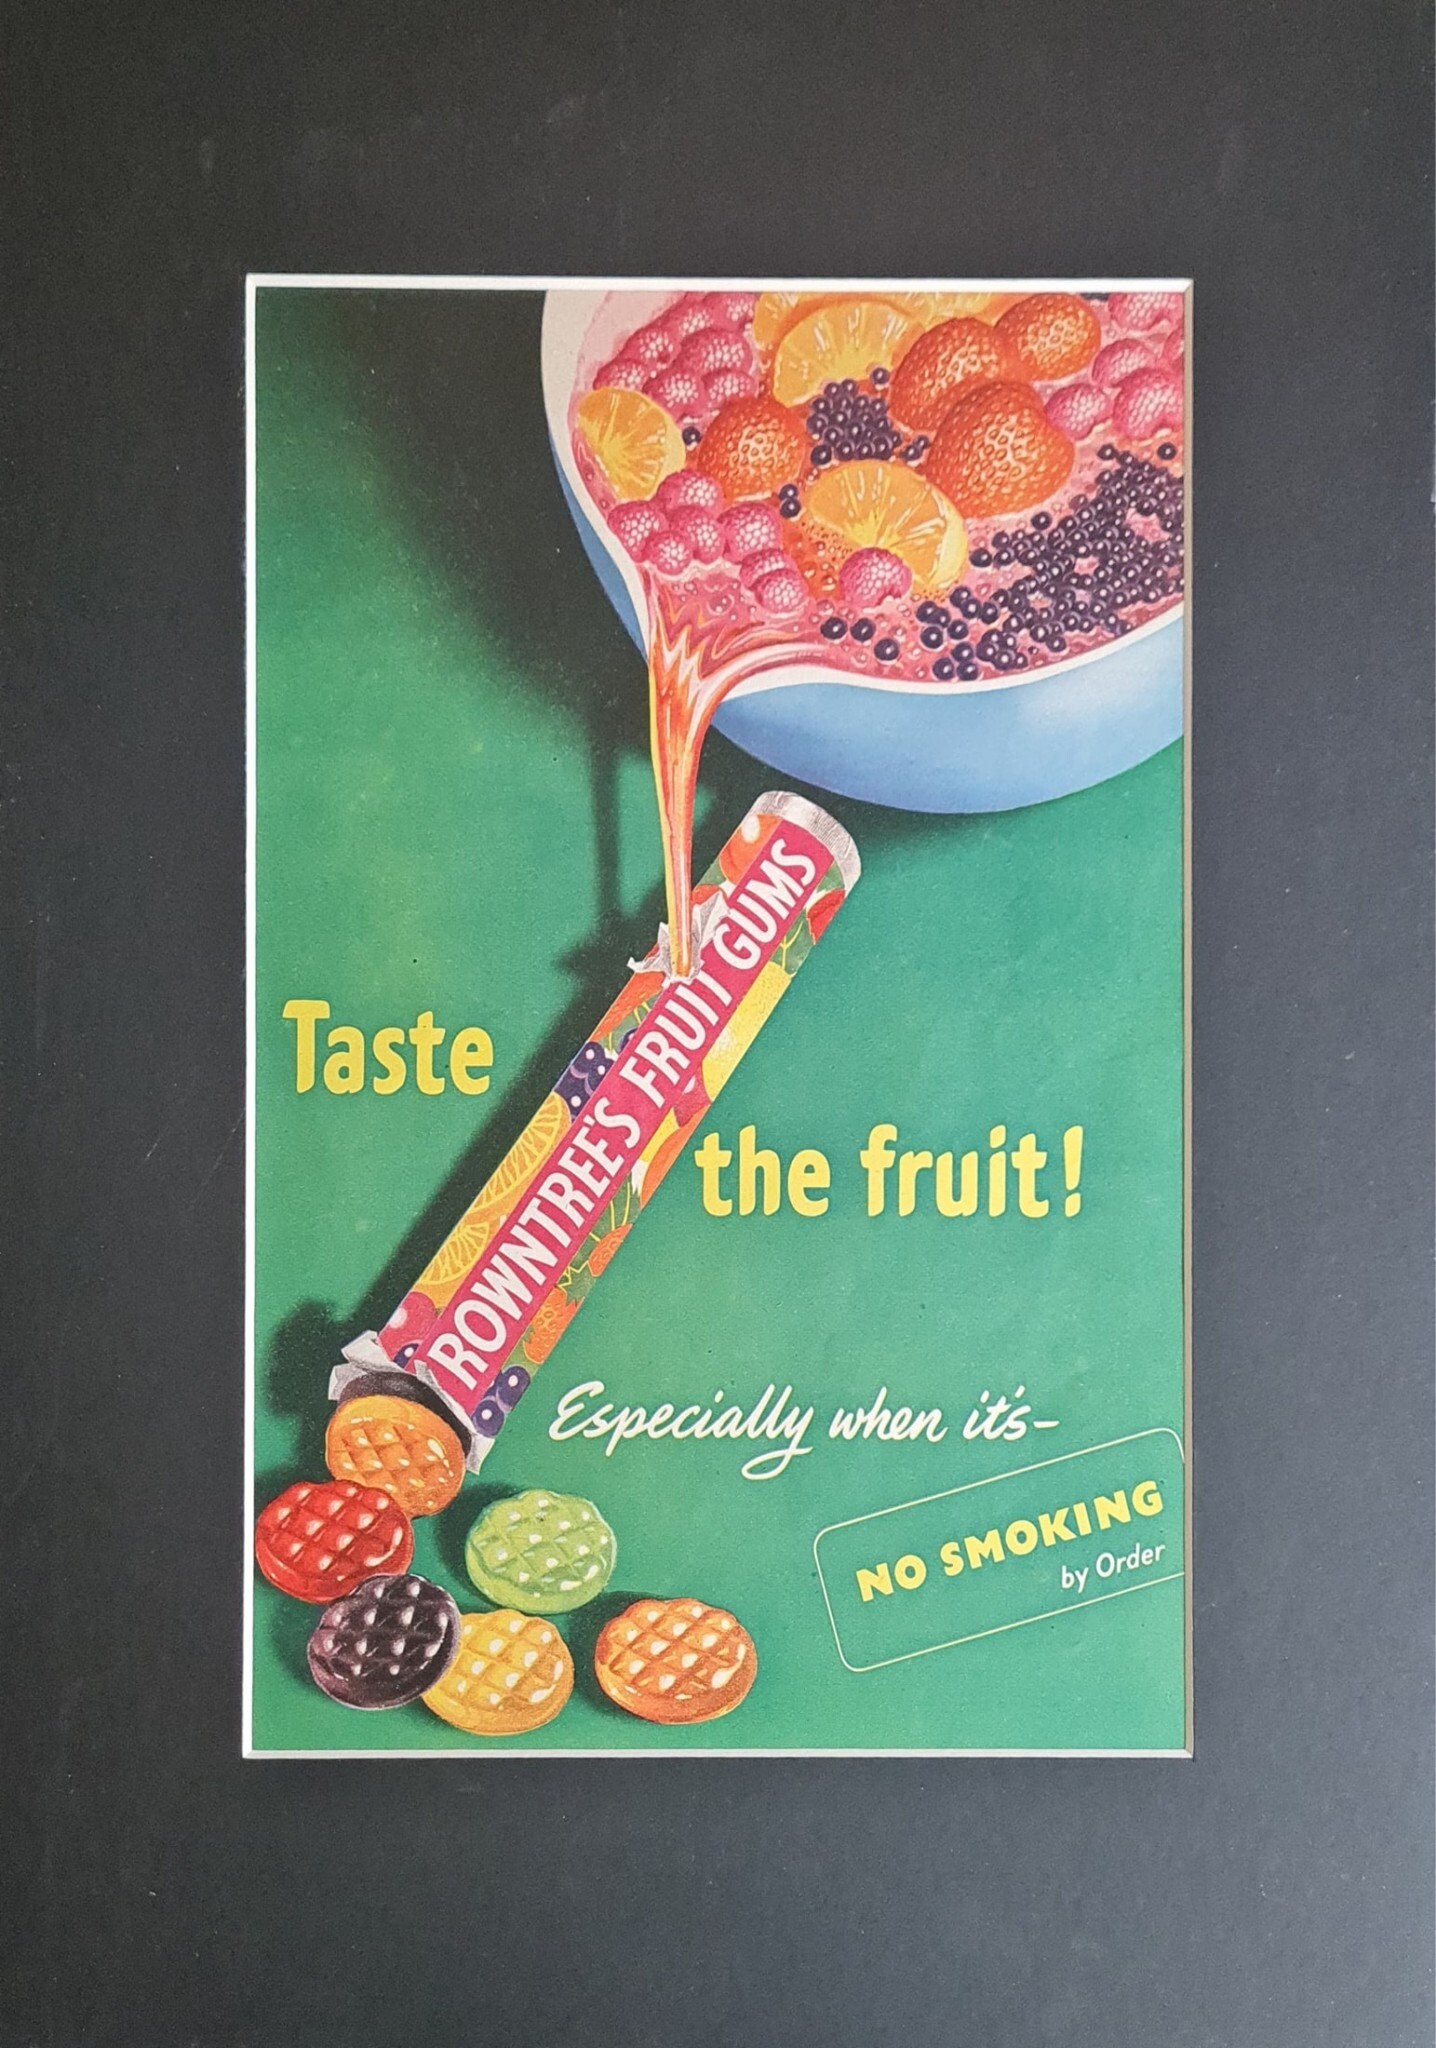 Taste
ROWNTREE'S FRUIT GUMS
the fruit!
Especially when it's-
NO SMOKING
by Order